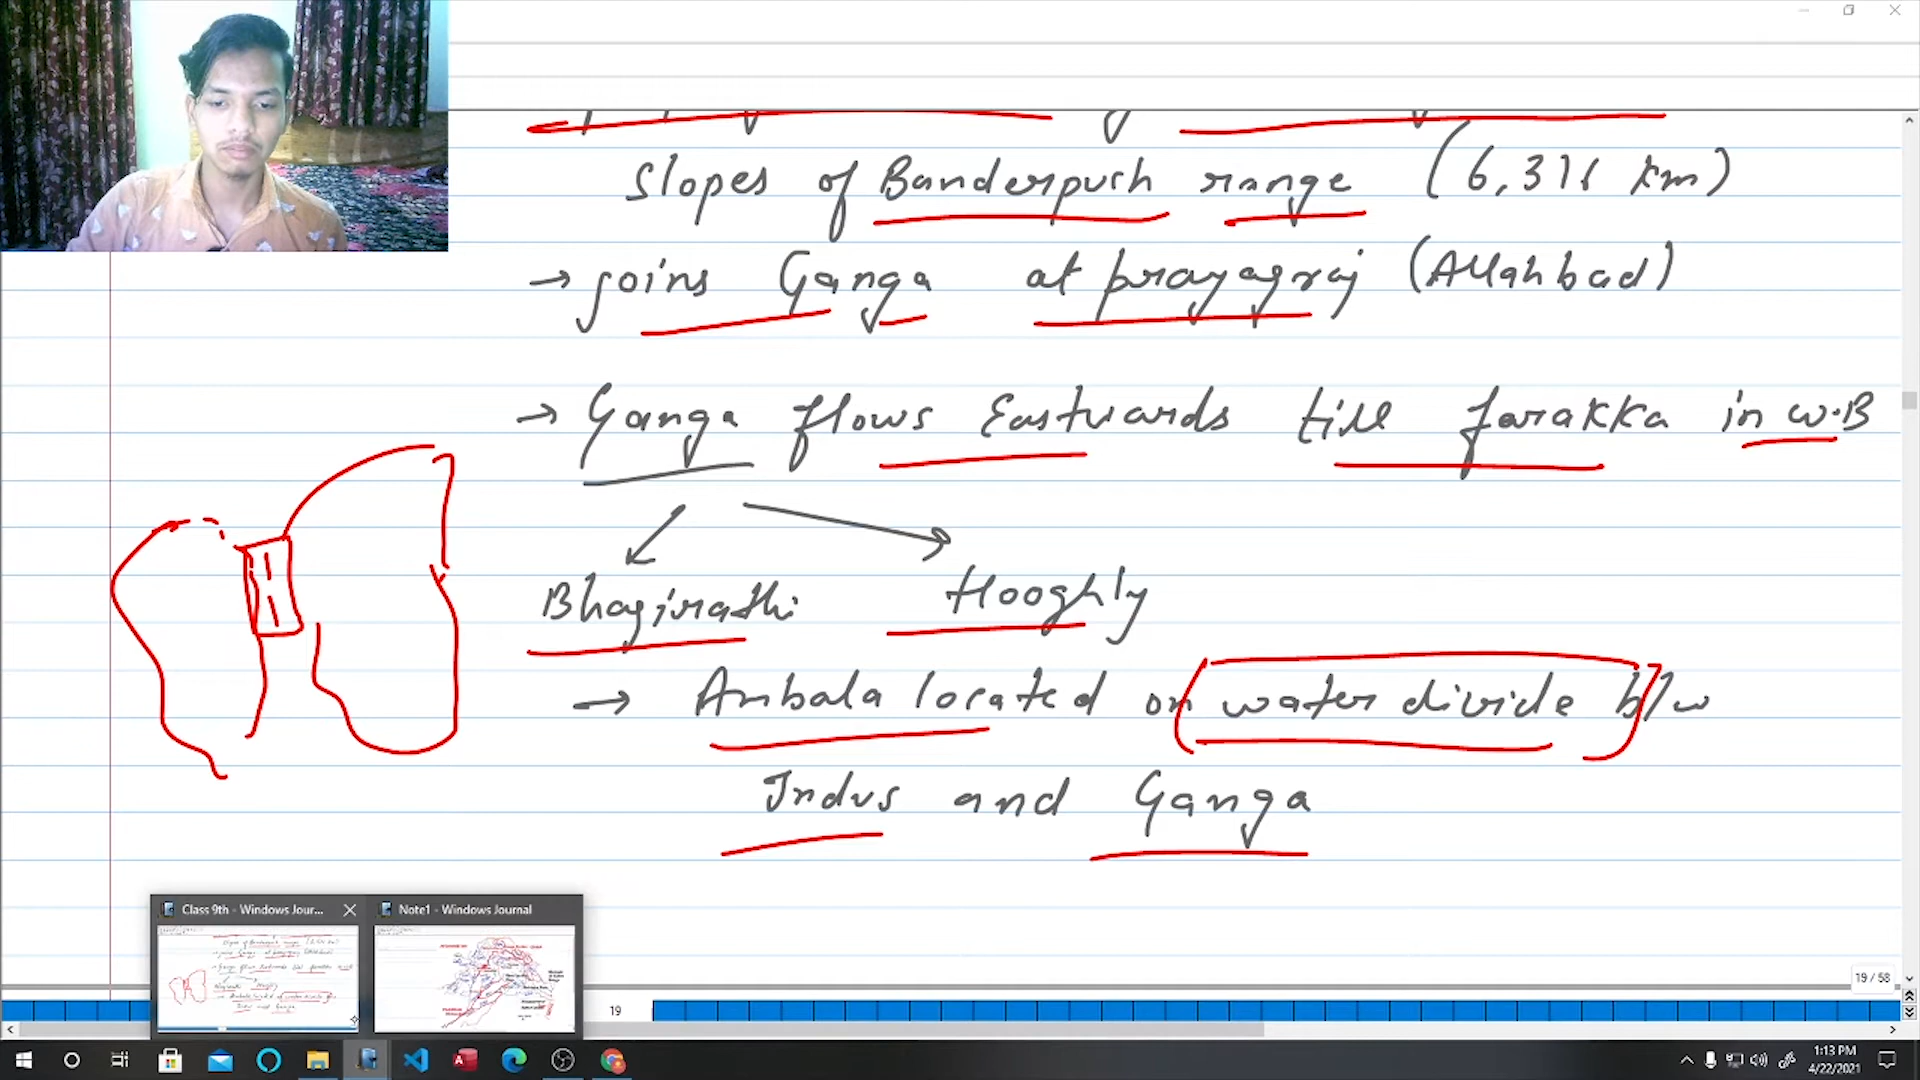 slopes of Banderpuch range (6,316 km)
→ joins Ganga at prayagraj (Allahbad)
→ Ganga flows Eastwards till farakka in W.B
Bhagirathi Hooghly
→ Ambala located on water divide b/w
Indus and Ganga
Class 9th - Windows Jour...
Note1 - Windows Journal
19 / 58
19
1:13 PM
4/22/2021